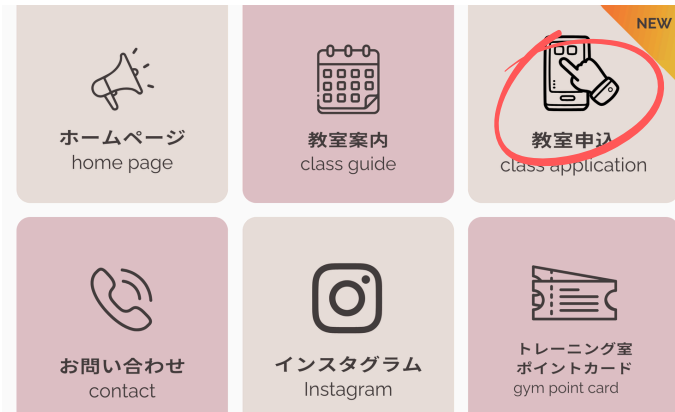 NEW
ホームページ
home page
教室案内
class guide
教室申込
class application
お問い合わせ
contact
インスタグラム
Instagram
トレーニング室
ポイントカード
gym point card